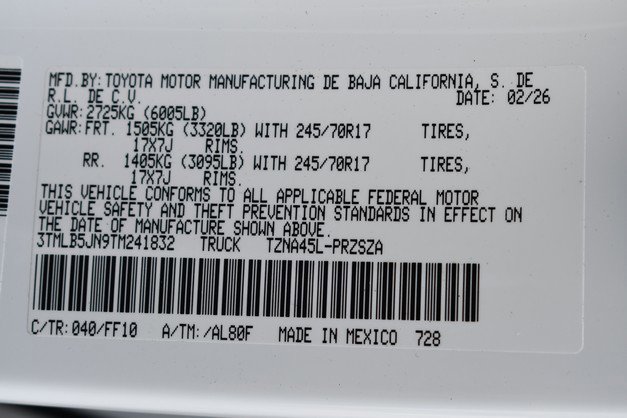 MFD.BY:TOYOTA MOTOR MANUFACTURING DE BAJA CALIFORNIA, S. DE
R.L. DE C.V. DATE: 02/26
GVWR:2725KG (6005LB)
GAWR:FRT. 1505KG (3320LB) WITH 245/70R17 TIRES,
17X7J RIMS.
RR. 1405KG (3095LB) WITH 245/70R17 TIRES,
17X7J RIMS.
THIS VEHICLE CONFORMS TO ALL APPLICABLE FEDERAL MOTOR
VEHICLE SAFETY AND THEFT PREVENTION STANDARDS IN EFFECT ON
THE DATE OF MANUFACTURE SHOWN ABOVE.
3TMLB5JN9TM241832 TRUCK TZNA45L-PRZSZA
C/TR:040/FF10 A/TM:/AL80F MADE IN MEXICO 728